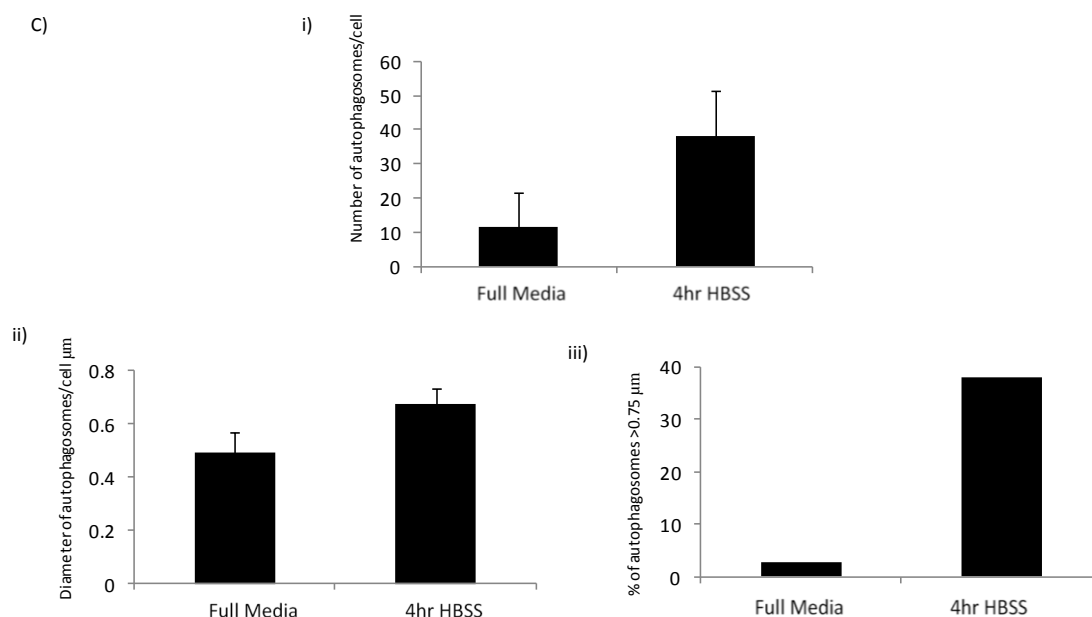 C)
i)
Number of autophagosomes/cell
60
50
40
30
20
10
0
Full Media
4hr HBSS
ii)
Diameter of autophagosomes/cell µm
0.8
0.6
0.4
0.2
0
Full Media
4hr HBSS
iii)
% of autophagosomes >0.75 µm
40
30
20
10
0
Full Media
4hr HBSS